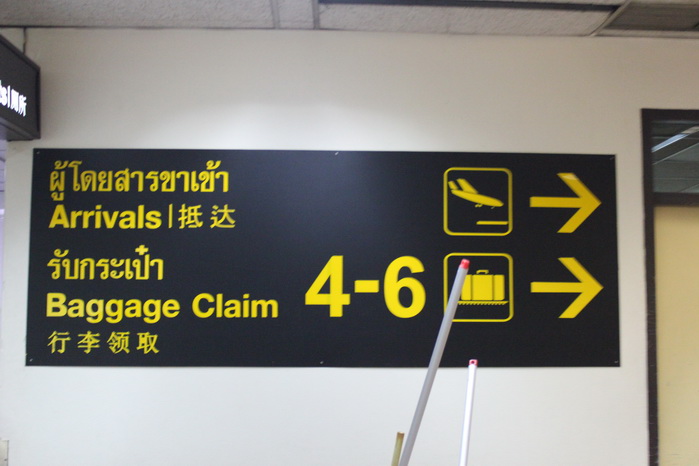 ผู้โดยสารขาเข้า
Arrivals | 抵达
รับกระเป๋า
Baggage Claim 4-6
行李领取